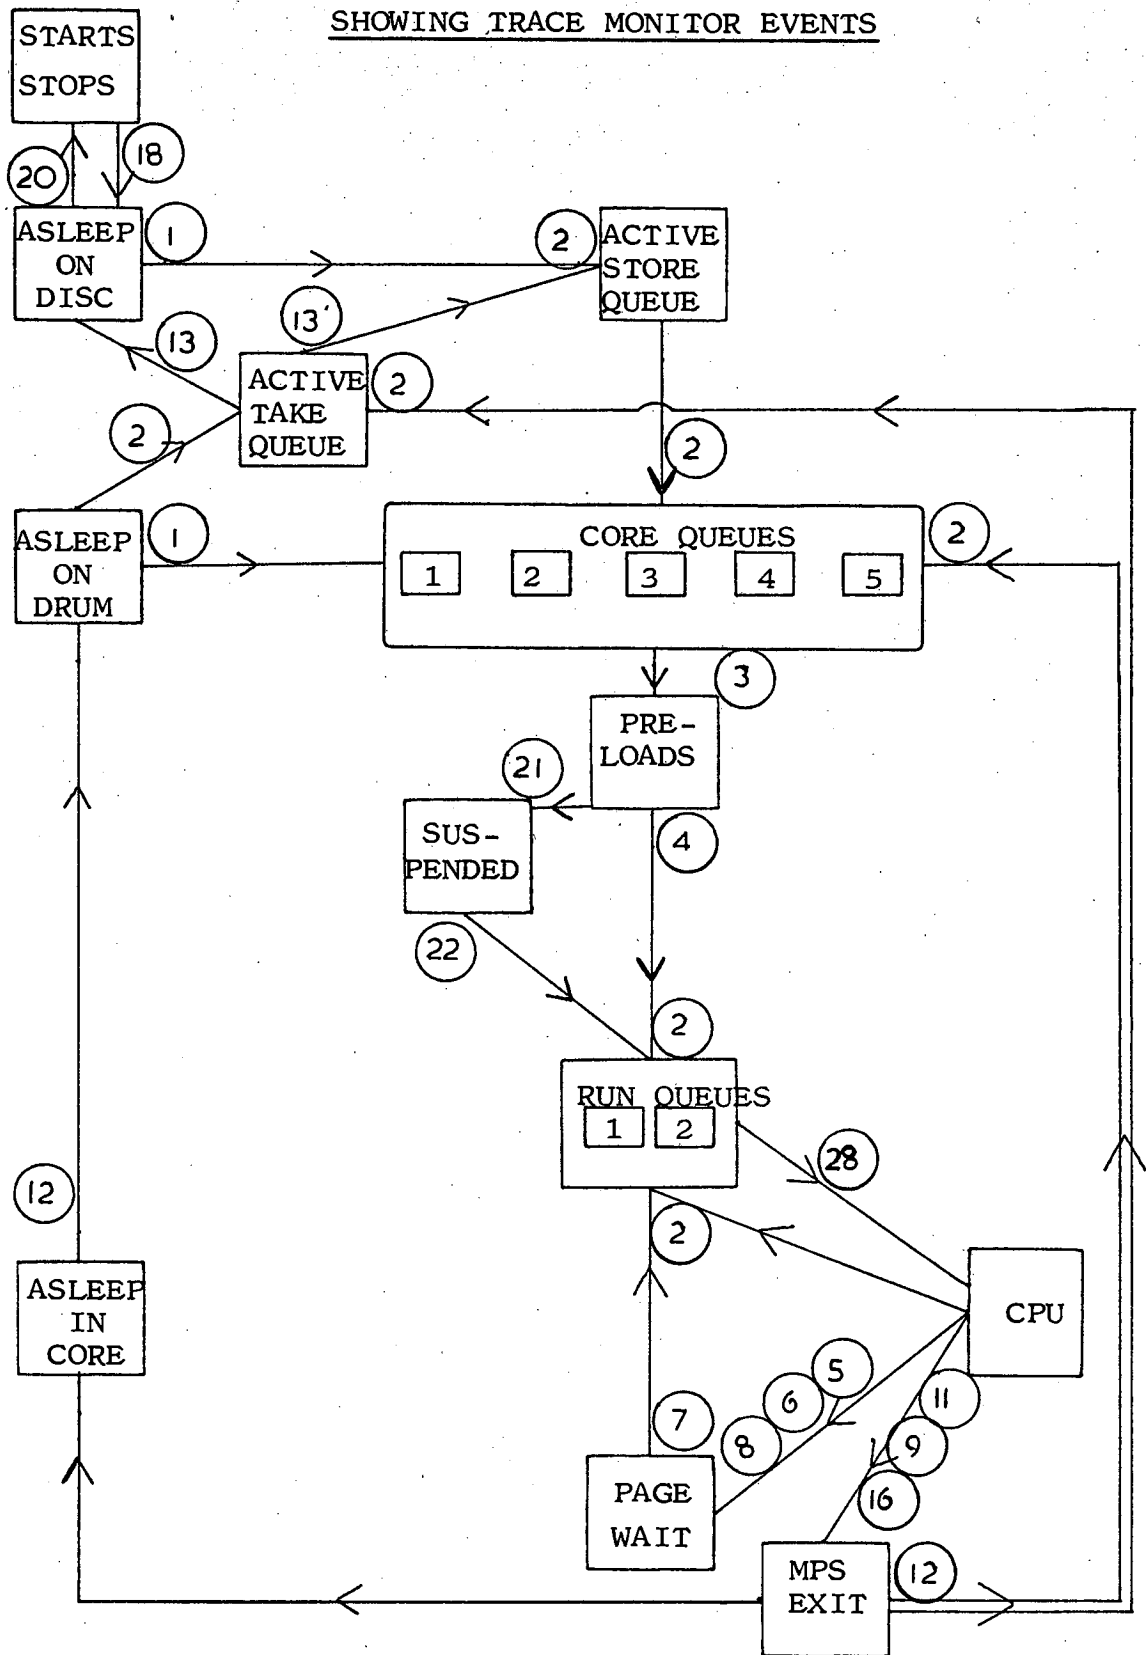 SHOWING TRACE MONITOR EVENTS
STARTS
STOPS
20
18
ASLEEP
ON
DISC
1
2
ACTIVE
STORE
QUEUE
13
13'
ACTIVE
TAKE
QUEUE
2
2
2
ASLEEP
ON
DRUM
1
CORE QUEUES
1 2 3 4 5
2
3
PRE-
LOADS
21
4
SUS-
PENDED
22
2
RUN QUEUES
1 2
28
12
2
ASLEEP
IN
CORE
CPU
5
6
8
7
11
9
16
PAGE
WAIT
MPS
EXIT
12